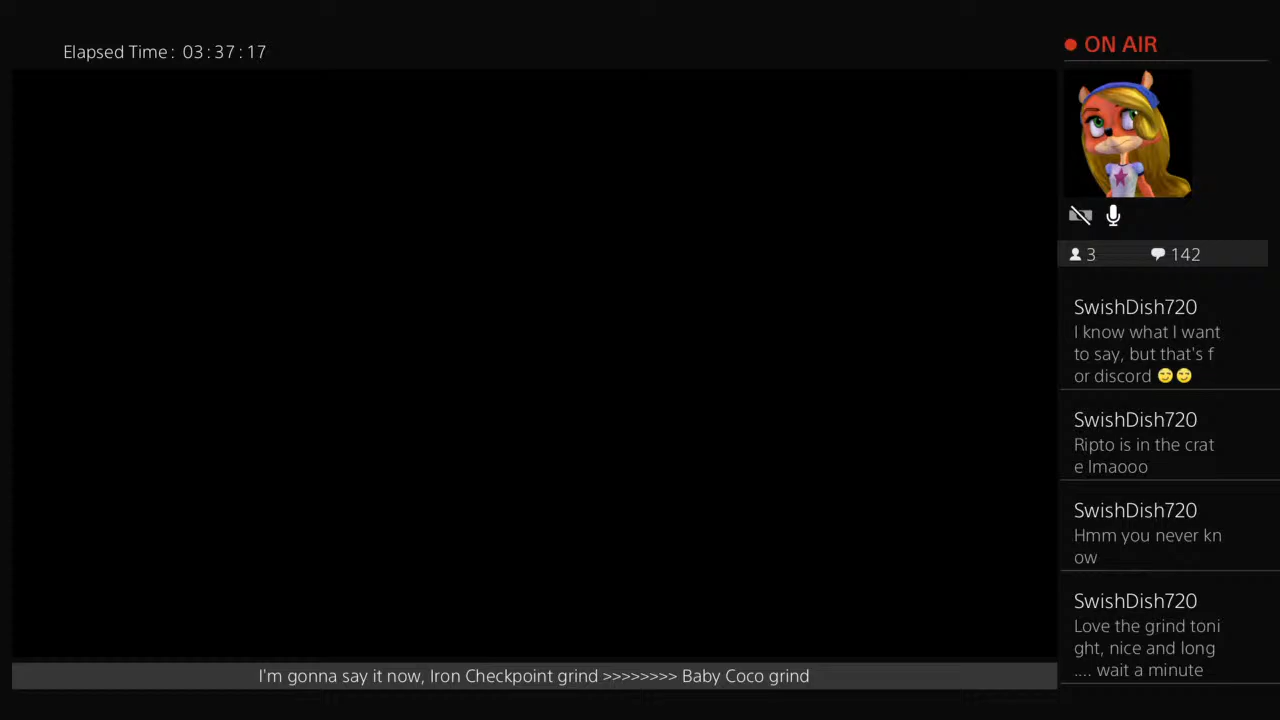 Elapsed Time: 03:37:17
ON AIR
3 142
SwishDish720
I know what I want
to say, but that's f
or discord 😏😏
SwishDish720
Ripto is in the crat
e lmaooo
SwishDish720
Hmm you never kn
ow
SwishDish720
Love the grind toni
ght, nice and long
.... wait a minute
I'm gonna say it now, Iron Checkpoint grind >>>>>>>> Baby Coco grind